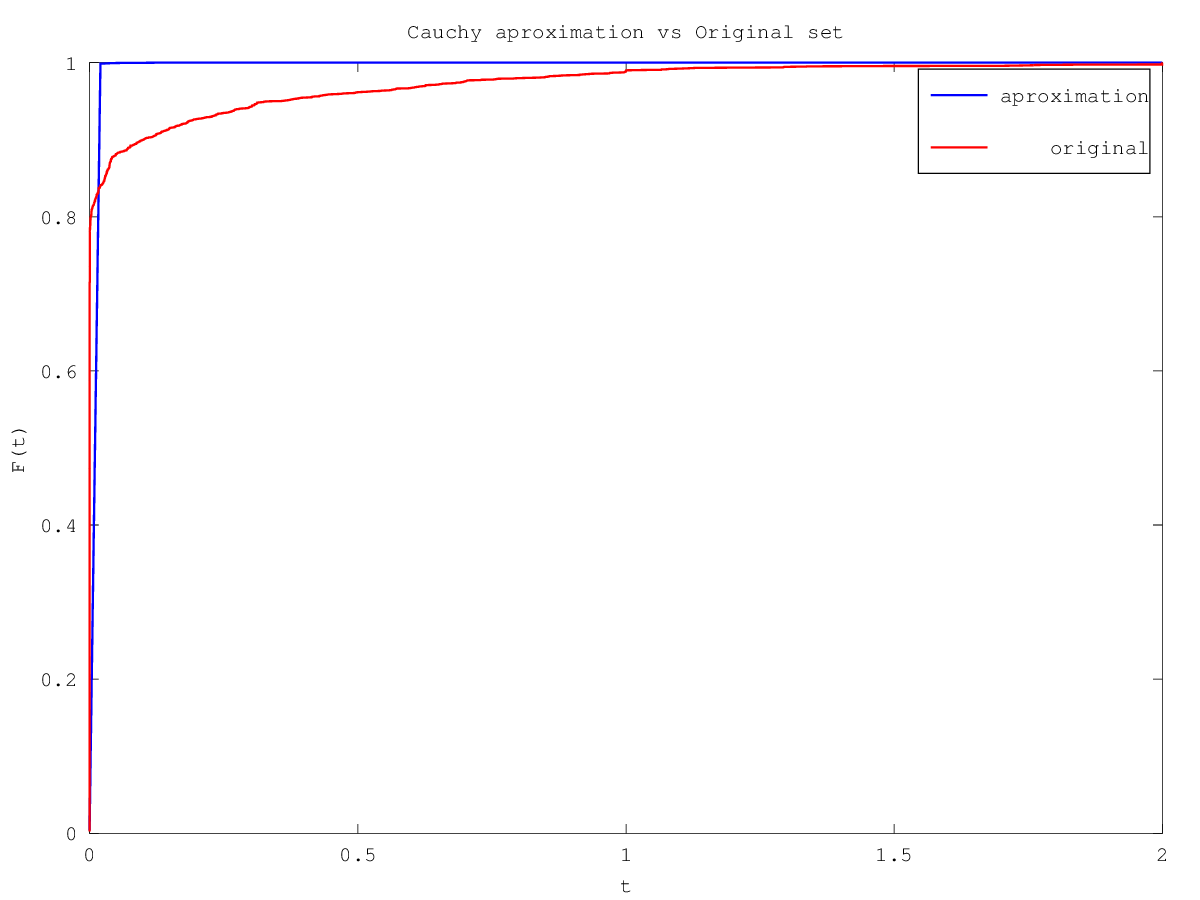 Cauchy aproximation vs Original set
1
aproximation
original
0.8
0.6
F(t)
0.4
0.2
0
0 0.5 1 1.5 2
t